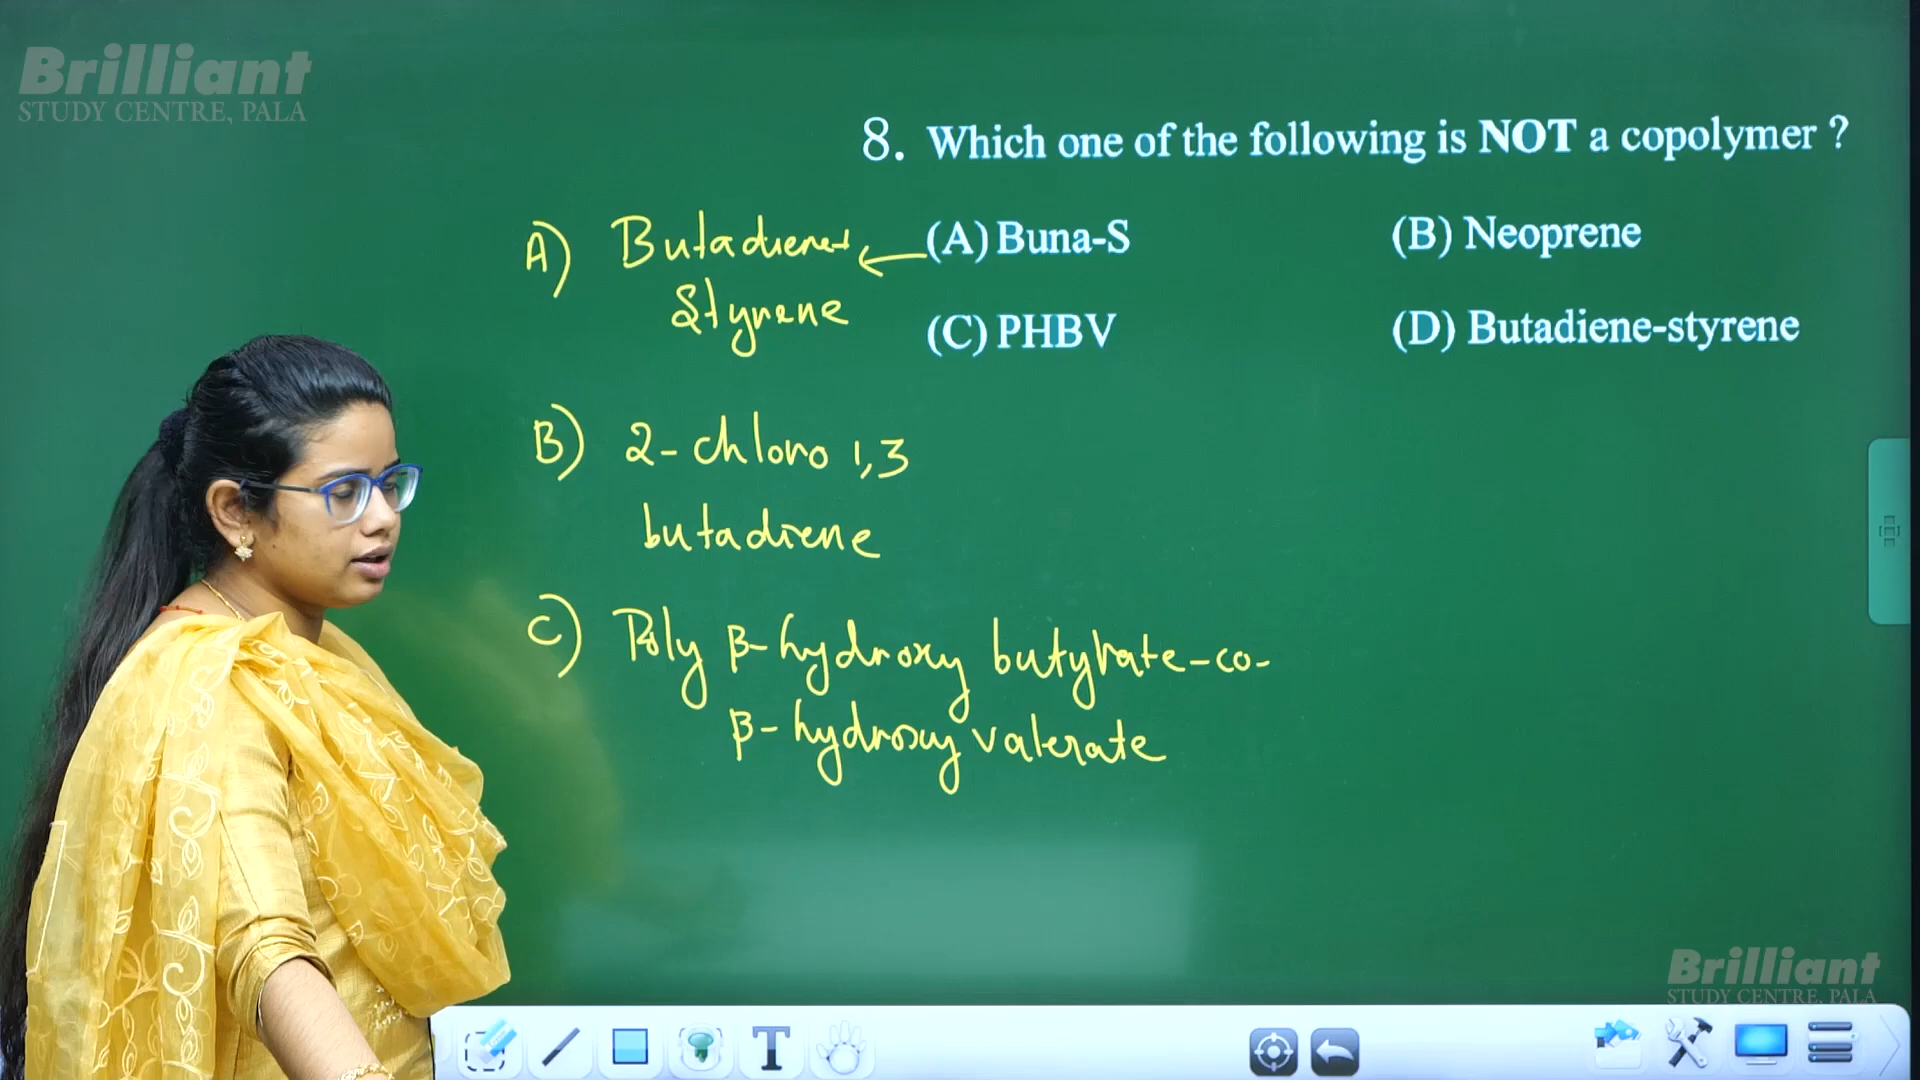 Brilliant
STUDY CENTRE, PALA
8. Which one of the following is NOT a copolymer ?
(A) Buna-S (B) Neoprene
(C) PHBV (D) Butadiene-styrene
A) Butadiene+
Styrene
B) 2-chloro 1,3
butadiene
C) Poly β-hydroxy butyrate-co-
β-hydroxy valerate
Brilliant
STUDY CENTRE, PALA
T